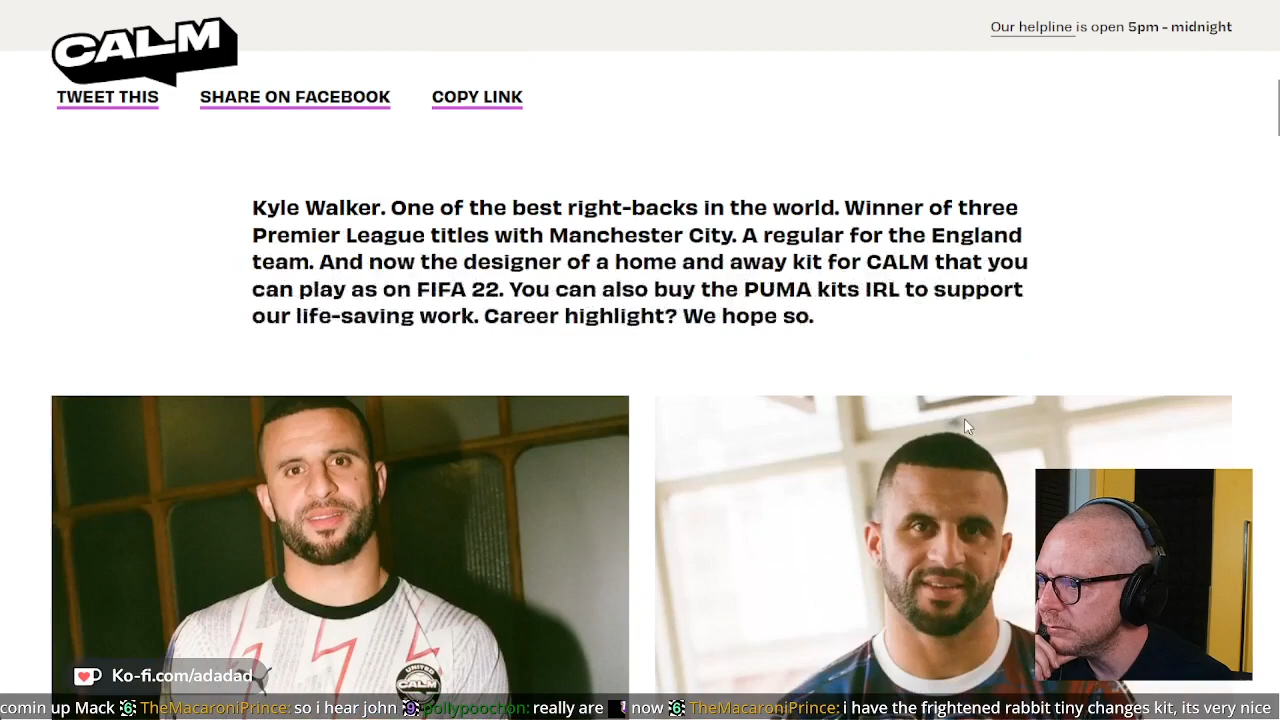 CALM
Our helpline is open 5pm - midnight
TWEET THIS SHARE ON FACEBOOK COPY LINK
Kyle Walker. One of the best right-backs in the world. Winner of three
Premier League titles with Manchester City. A regular for the England
team. And now the designer of a home and away kit for CALM that you
can play as on FIFA 22. You can also buy the PUMA kits IRL to support
our life-saving work. Career highlight? We hope so.
UNITED
CALM
Ko-fi.com/adadad
comin up Mack 6 TheMacaroniPrince: so i hear john 9 pollypoochon: really are now 6 TheMacaroniPrince: i have the frightened rabbit tiny changes kit, its very nice